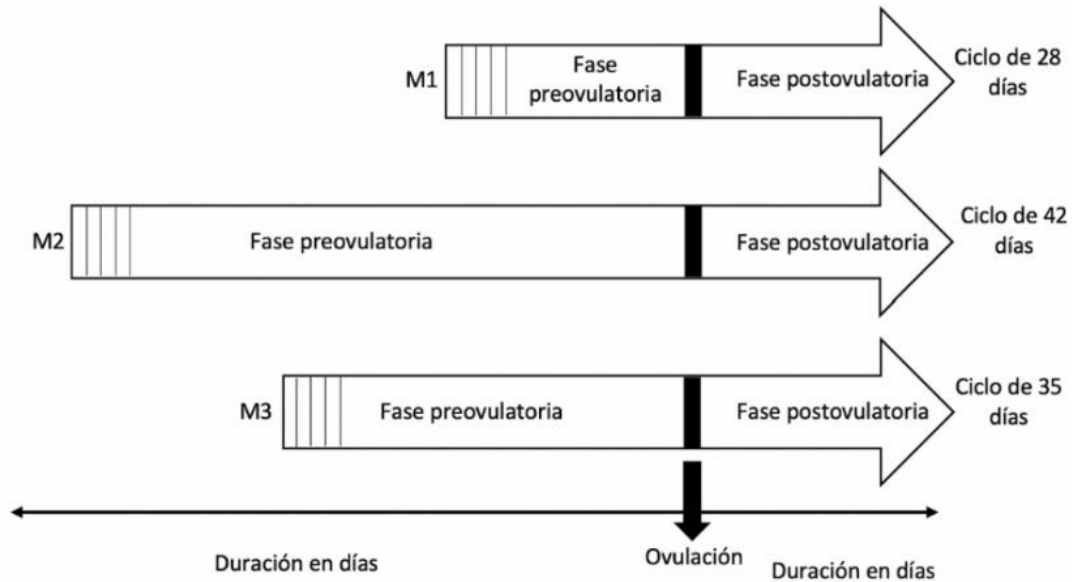 M1
Fase
preovulatoria
Fase postovulatoria
Ciclo de 28
días
M2
Fase preovulatoria
Fase postovulatoria
Ciclo de 42
días
M3
Fase preovulatoria
Fase postovulatoria
Ciclo de 35
días
Duración en días
Ovulación
Duración en días